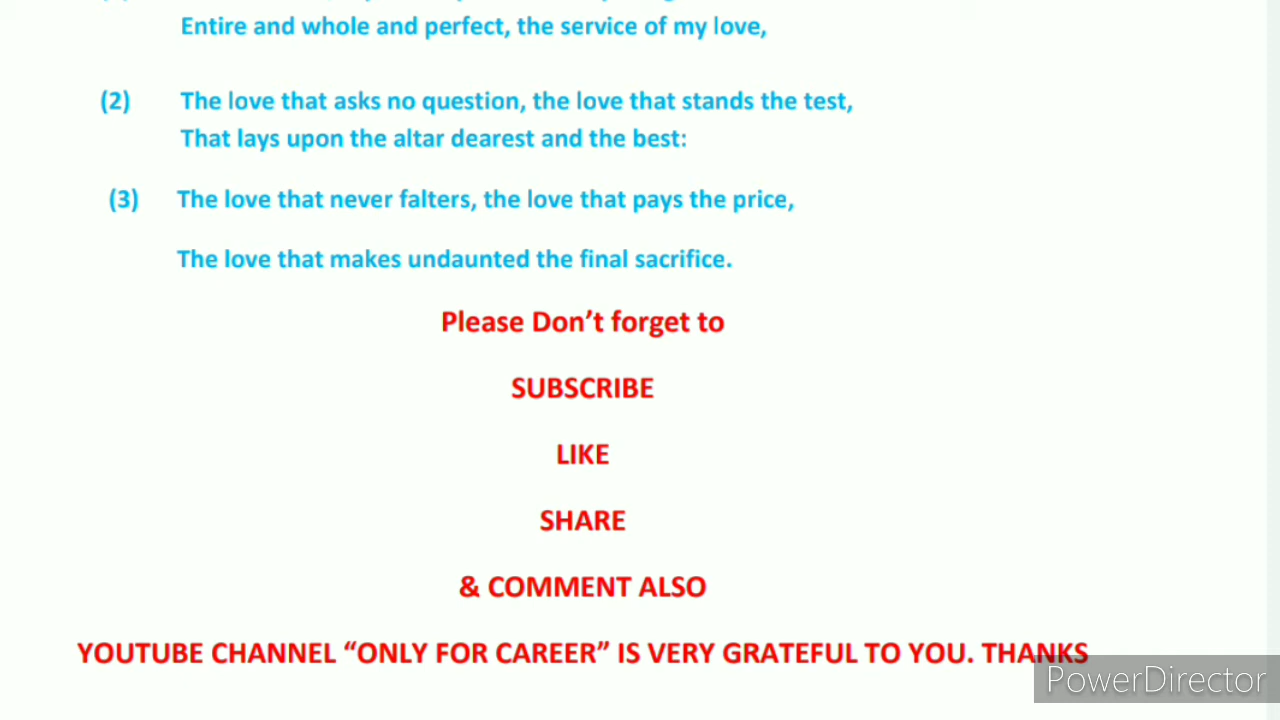 Entire and whole and perfect, the service of my love,
(2) The love that asks no question, the love that stands the test,
That lays upon the altar dearest and the best:
(3) The love that never falters, the love that pays the price,
The love that makes undaunted the final sacrifice.
Please Don’t forget to
SUBSCRIBE
LIKE
SHARE
& COMMENT ALSO
YOUTUBE CHANNEL “ONLY FOR CAREER” IS VERY GRATEFUL TO YOU. THANKS
PowerDirector